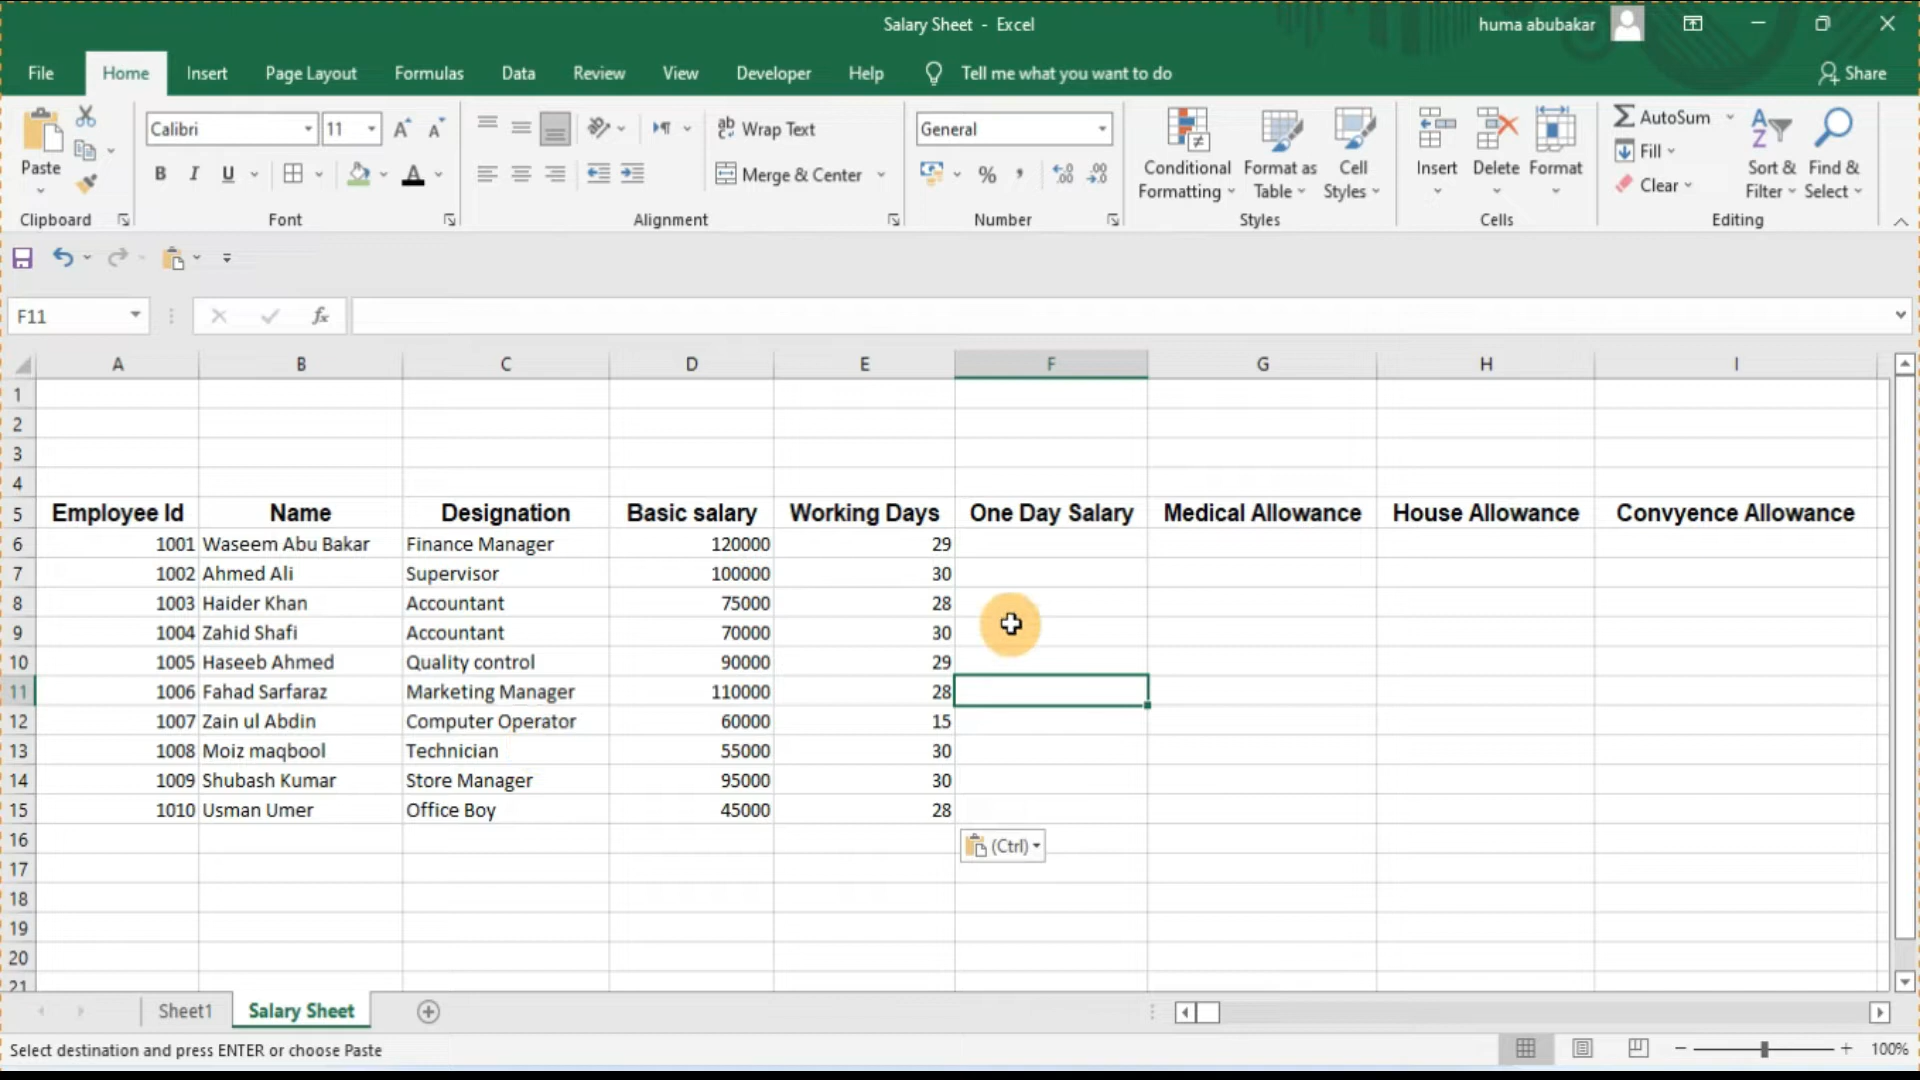 Salary Sheet - Excel
huma abubakar
File Home Insert Page Layout Formulas Data Review View Developer Help Tell me what you want to do Share
Calibri 11 Wrap Text General AutoSum
Fill
Paste Conditional Format as Cell Insert Delete Format Sort & Find &
B I U Merge & Center % , Formatting Table Styles Clear Filter Select
Clipboard Font Alignment Number Styles Cells Editing
F11 fx
A B C D E F G H I
1
2
3
4
5 Employee Id Name Designation Basic salary Working Days One Day Salary Medical Allowance House Allowance Convyence Allowance
6 1001 Waseem Abu Bakar Finance Manager 120000 29
7 1002 Ahmed Ali Supervisor 100000 30
8 1003 Haider Khan Accountant 75000 28
9 1004 Zahid Shafi Accountant 70000 30
10 1005 Haseeb Ahmed Quality control 90000 29
11 1006 Fahad Sarfaraz Marketing Manager 110000 28
12 1007 Zain ul Abdin Computer Operator 60000 15
13 1008 Moiz maqbool Technician 55000 30
14 1009 Shubash Kumar Store Manager 95000 30
15 1010 Usman Umer Office Boy 45000 28
16 (Ctrl)
17
18
19
20
21
Sheet1 Salary Sheet
Select destination and press ENTER or choose Paste 100%